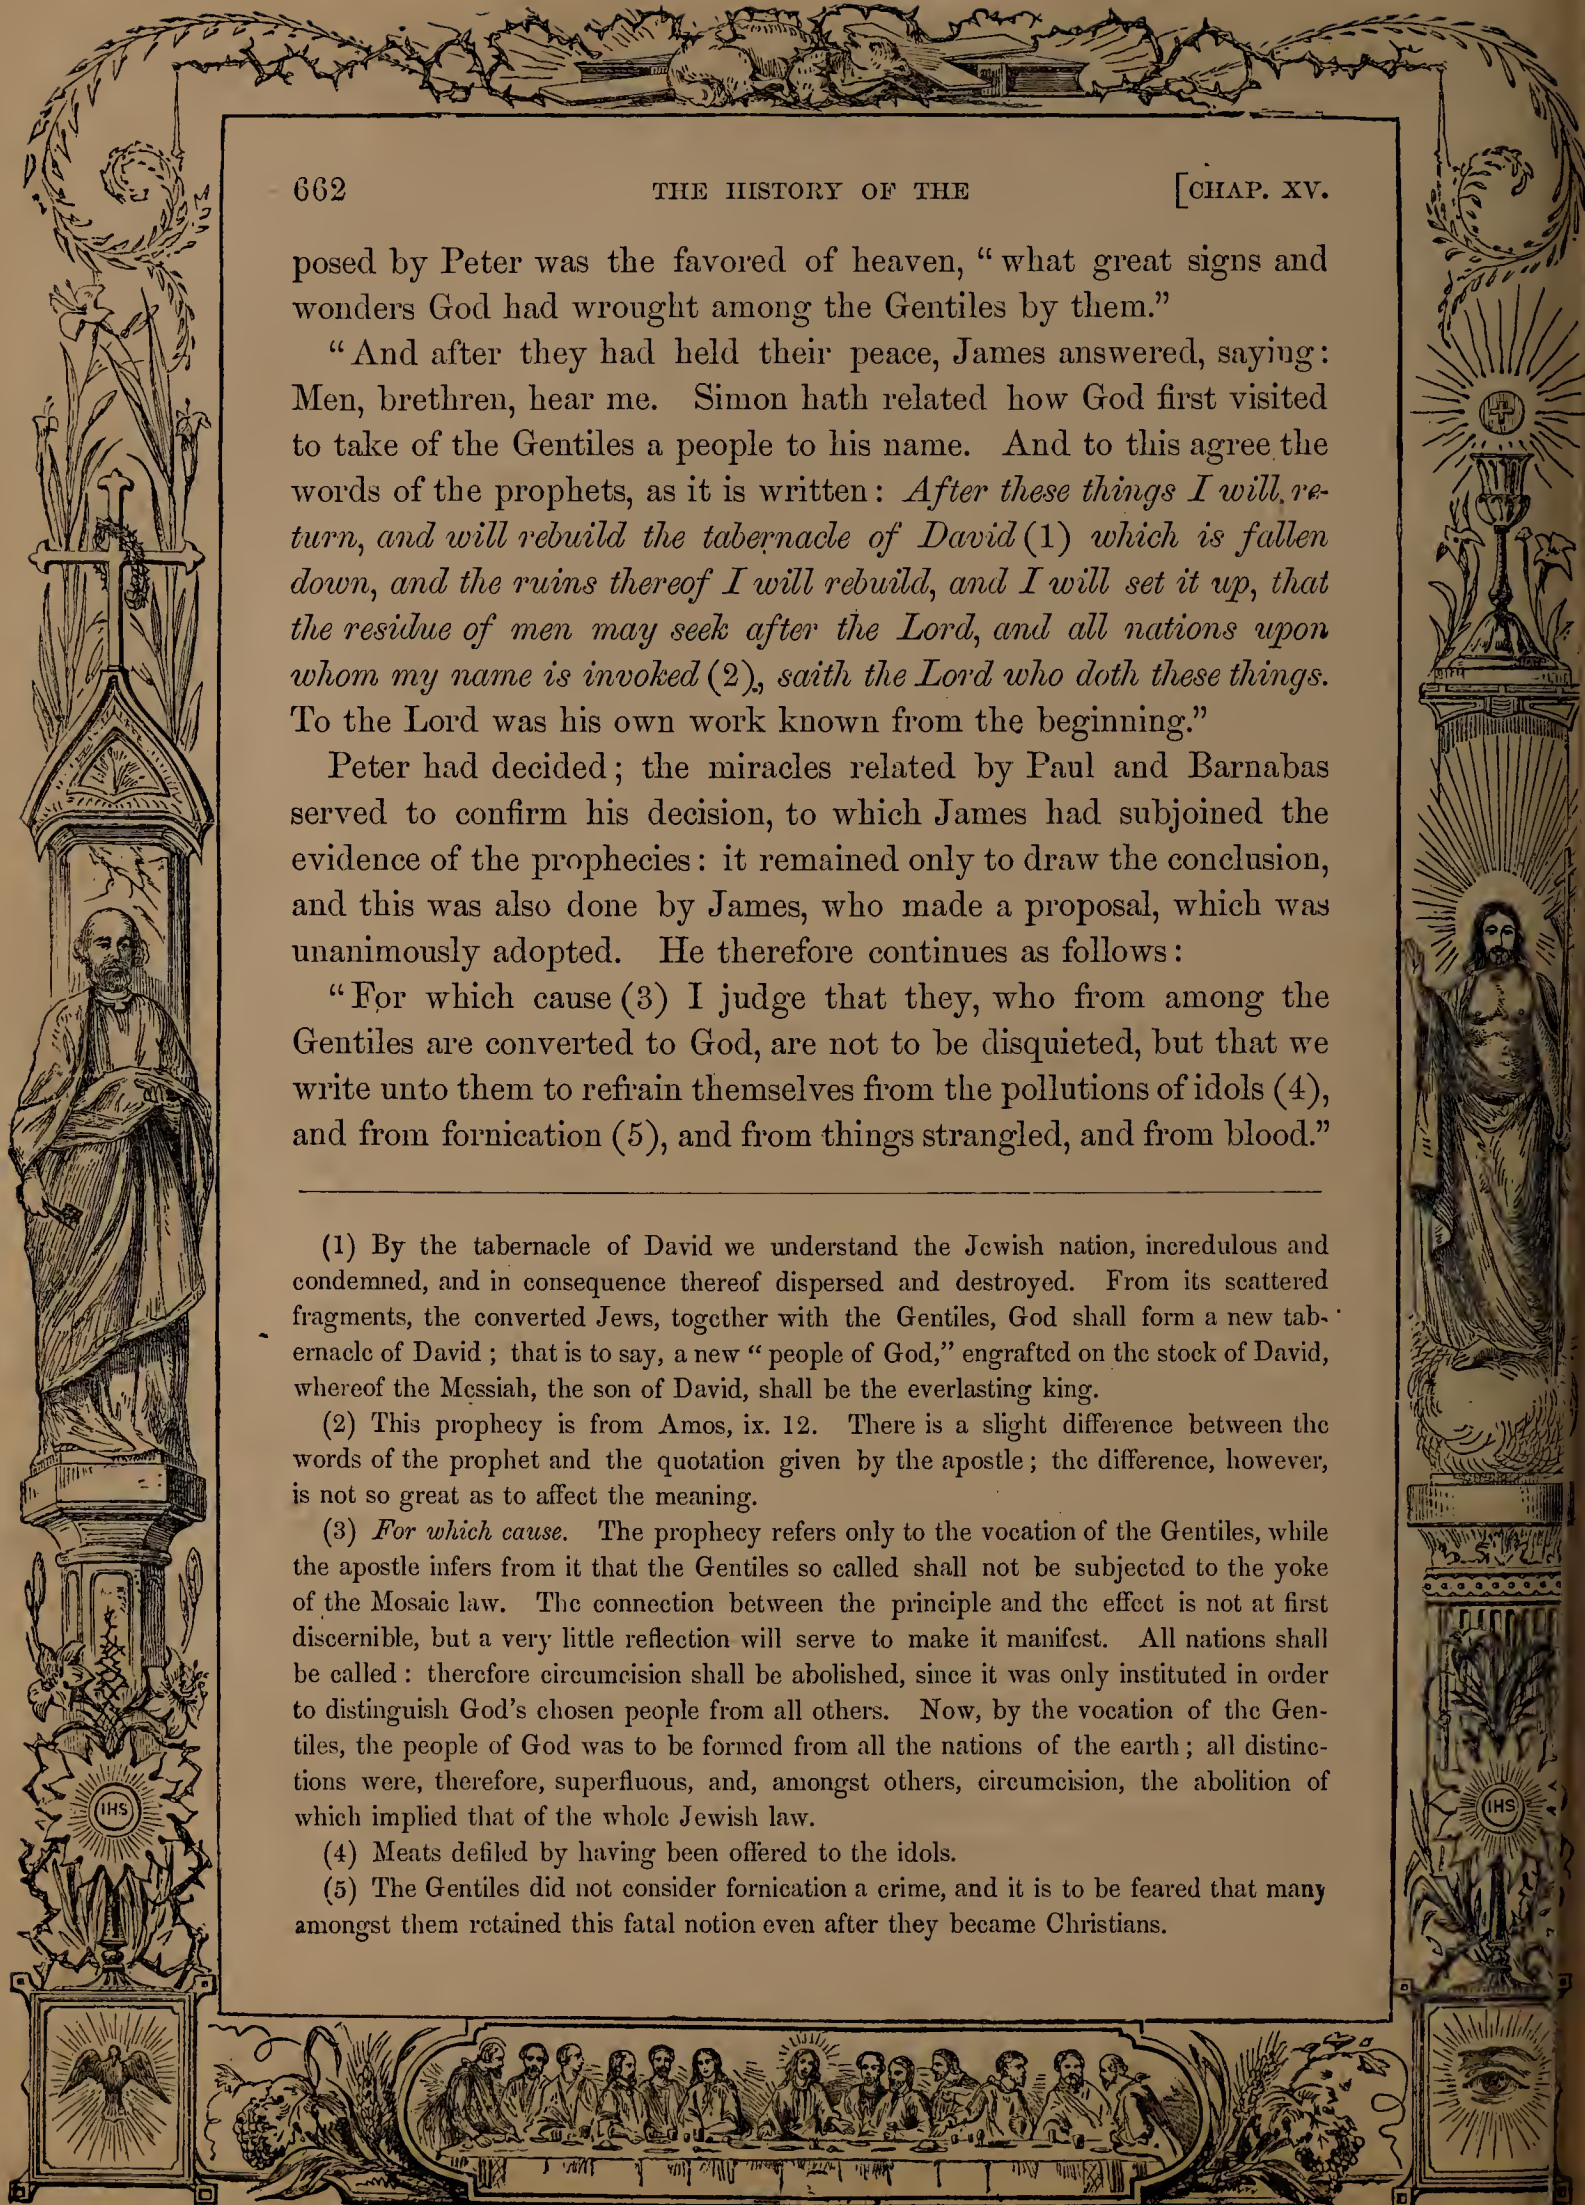 662 THE HISTORY OF THE [CHAP. XV.
posed by Peter was the favored of heaven, “ what great signs and
wonders God had wrought among the Gentiles by them.”
“ And after they had held their peace, James answered, saying:
Men, brethren, hear me. Simon hath related how God first visited
to take of the Gentiles a people to his name. And to this agree the
words of the prophets, as it is written: After these things I will re-
turn, and will rebuild the tabernacle of David (1) which is fallen
down, and the ruins thereof I will rebuild, and I will set it up, that
the residue of men may seek after the Lord, and all nations upon
whom my name is invoked (2), saith the Lord who doth these things.
To the Lord was his own work known from the beginning.”
Peter had decided; the miracles related by Paul and Barnabas
served to confirm his decision, to which James had subjoined the
evidence of the prophecies: it remained only to draw the conclusion,
and this was also done by James, who made a proposal, which was
unanimously adopted. He therefore continues as follows:
“ For which cause (3) I judge that they, who from among the
Gentiles are converted to God, are not to be disquieted, but that we
write unto them to refrain themselves from the pollutions of idols (4),
and from fornication (5), and from things strangled, and from blood.”
(1) By the tabernacle of David we understand the Jewish nation, incredulous and
condemned, and in consequence thereof dispersed and destroyed. From its scattered
fragments, the converted Jews, together with the Gentiles, God shall form a new tab-
ernacle of David ; that is to say, a new “ people of God,” engrafted on the stock of David,
whereof the Messiah, the son of David, shall be the everlasting king.
(2) This prophecy is from Amos, ix. 12. There is a slight difference between the
words of the prophet and the quotation given by the apostle; the difference, however,
is not so great as to affect the meaning.
(3) For which cause. The prophecy refers only to the vocation of the Gentiles, while
the apostle infers from it that the Gentiles so called shall not be subjected to the yoke
of the Mosaic law. The connection between the principle and the effect is not at first
discernible, but a very little reflection will serve to make it manifest. All nations shall
be called : therefore circumcision shall be abolished, since it was only instituted in order
to distinguish God's chosen people from all others. Now, by the vocation of the Gen-
tiles, the people of God was to be formed from all the nations of the earth; all distinc-
tions were, therefore, superfluous, and, amongst others, circumcision, the abolition of
which implied that of the whole Jewish law.
(4) Meats defiled by having been offered to the idols.
(5) The Gentiles did not consider fornication a crime, and it is to be feared that many
amongst them retained this fatal notion even after they became Christians.
IHS
IHS